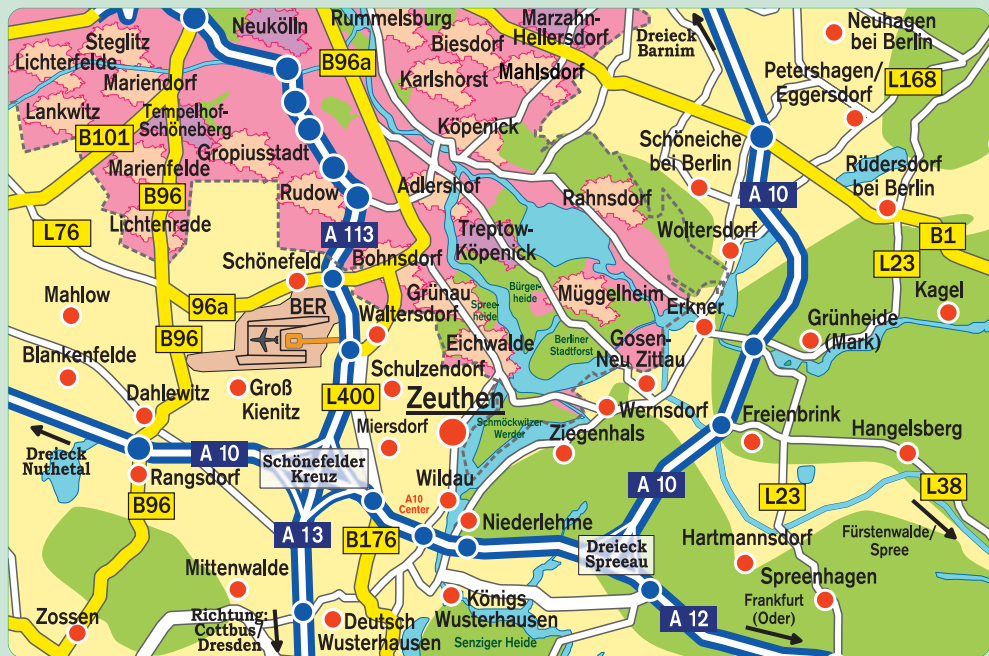 Neukölln
Rummelsburg
Marzahn-
Hellersdorf
Dreieck
Barnim
Neuhagen
bei Berlin
Steglitz
Lichterfelde
Mariendorf
B96a
Biesdorf
Karlshorst
Mahlsdorf
Petershagen/
Eggersdorf
L168
Lankwitz
Tempelhof-
Schöneberg
B101
Gropiusstadt
Köpenick
Schöneiche
bei Berlin
Marienfelde
B96
Rudow
Adlershof
Rahnsdorf
A 10
Rüdersdorf
bei Berlin
Lichtenrade
L76
A 113
Treptow-
Köpenick
Woltersdorf
B1
L23
Schönefeld
Bohnsdorf
Mahlow
96a
BER
Grünau
Waltersdorf
Spree-
heide
Bürger-
heide
Müggelheim
Erkner
Kagel
Grünheide
(Mark)
B96
Eichwalde
Berliner
Stadtforst
Gosen-
Neu Zittau
Blankenfelde
Schulzendorf
Groß
Kienitz
L400
Zeuthen
Dahlewitz
Miersdorf
Schmöckwitzer
Werder
Wernsdorf
Ziegenhals
Freienbrink
Hangelsberg
Dreieck
Nuthetal
A 10
Schönefelder
Kreuz
Rangsdorf
Wildau
A10
Center
A 10
L23
L38
B96
A 13
B176
Niederlehme
Dreieck
Spreeau
Hartmannsdorf
Fürstenwalde/
Spree
Mittenwalde
Spreenhagen
Zossen
Richtung:
Cottbus/
Dresden
Deutsch
Wusterhausen
Königs
Wusterhausen
Senziger Heide
A 12
Frankfurt
(Oder)